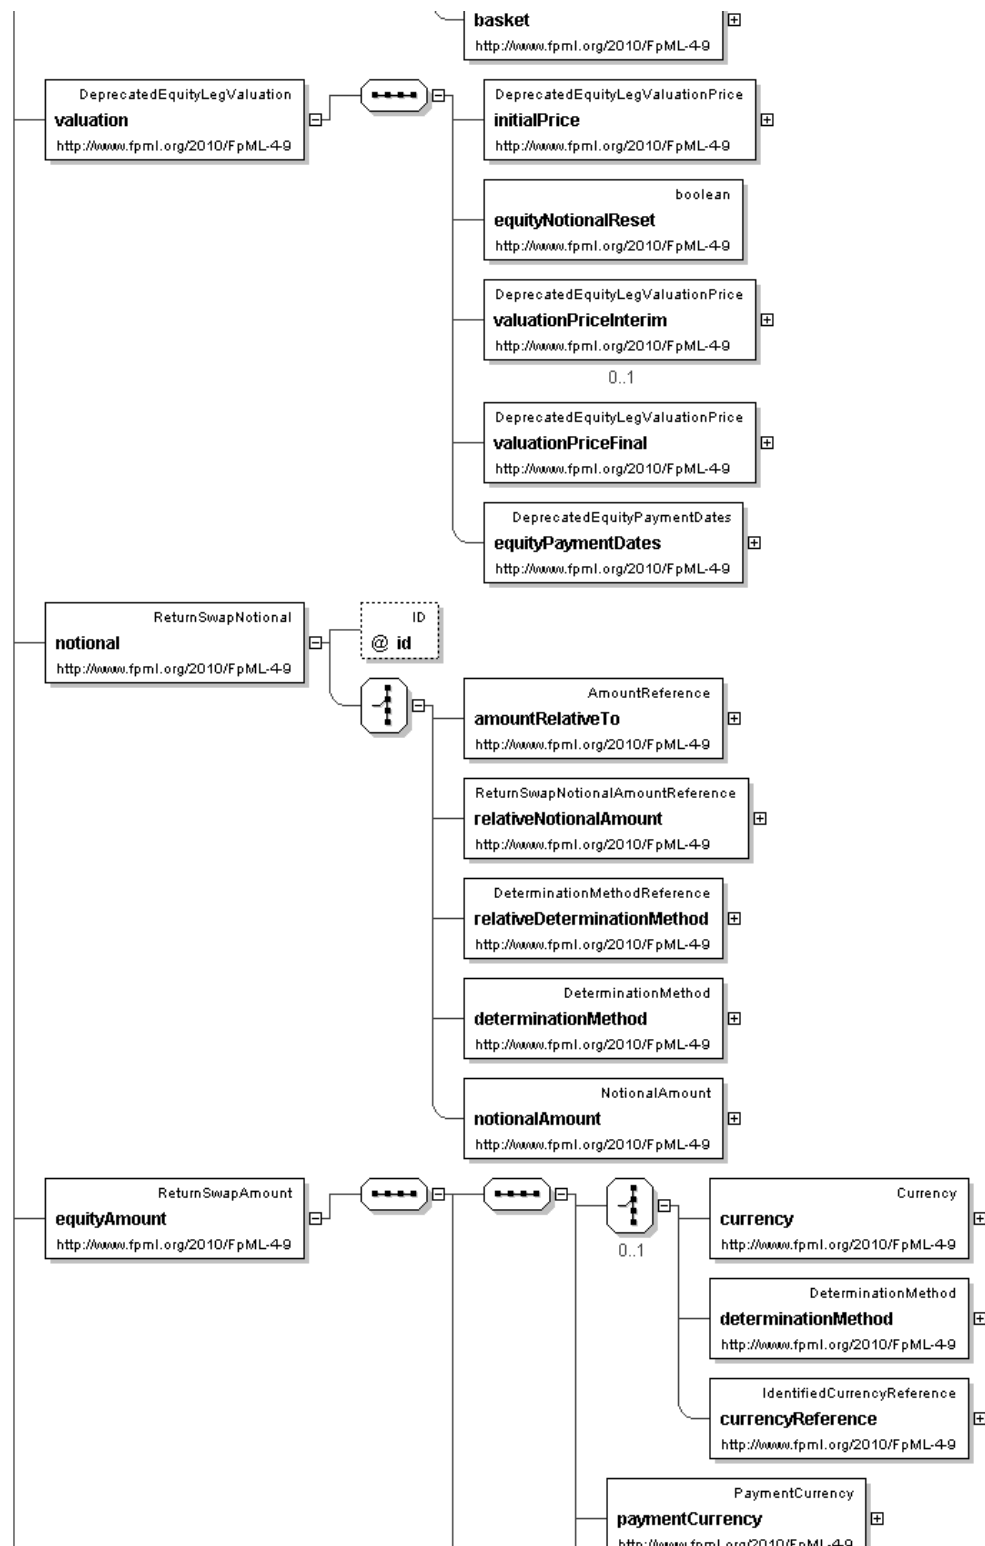 basket
http://www.fpml.org/2010/FpML-4-9
DeprecatedEquityLegValuation
valuation
http://www.fpml.org/2010/FpML-4-9
DeprecatedEquityLegValuationPrice
initialPrice
http://www.fpml.org/2010/FpML-4-9
boolean
equityNotionalReset
http://www.fpml.org/2010/FpML-4-9
DeprecatedEquityLegValuationPrice
valuationPriceInterim
http://www.fpml.org/2010/FpML-4-9
0..1
DeprecatedEquityLegValuationPrice
valuationPriceFinal
http://www.fpml.org/2010/FpML-4-9
DeprecatedEquityPaymentDates
equityPaymentDates
http://www.fpml.org/2010/FpML-4-9
ReturnSwapNotional
notional
http://www.fpml.org/2010/FpML-4-9
ID
@ id
AmountReference
amountRelativeTo
http://www.fpml.org/2010/FpML-4-9
ReturnSwapNotionalAmountReference
relativeNotionalAmount
http://www.fpml.org/2010/FpML-4-9
DeterminationMethodReference
relativeDeterminationMethod
http://www.fpml.org/2010/FpML-4-9
DeterminationMethod
determinationMethod
http://www.fpml.org/2010/FpML-4-9
NotionalAmount
notionalAmount
http://www.fpml.org/2010/FpML-4-9
ReturnSwapAmount
equityAmount
http://www.fpml.org/2010/FpML-4-9
0..1
Currency
currency
http://www.fpml.org/2010/FpML-4-9
DeterminationMethod
determinationMethod
http://www.fpml.org/2010/FpML-4-9
IdentifiedCurrencyReference
currencyReference
http://www.fpml.org/2010/FpML-4-9
PaymentCurrency
paymentCurrency
http://www.fpml.org/2010/FpML-4-9